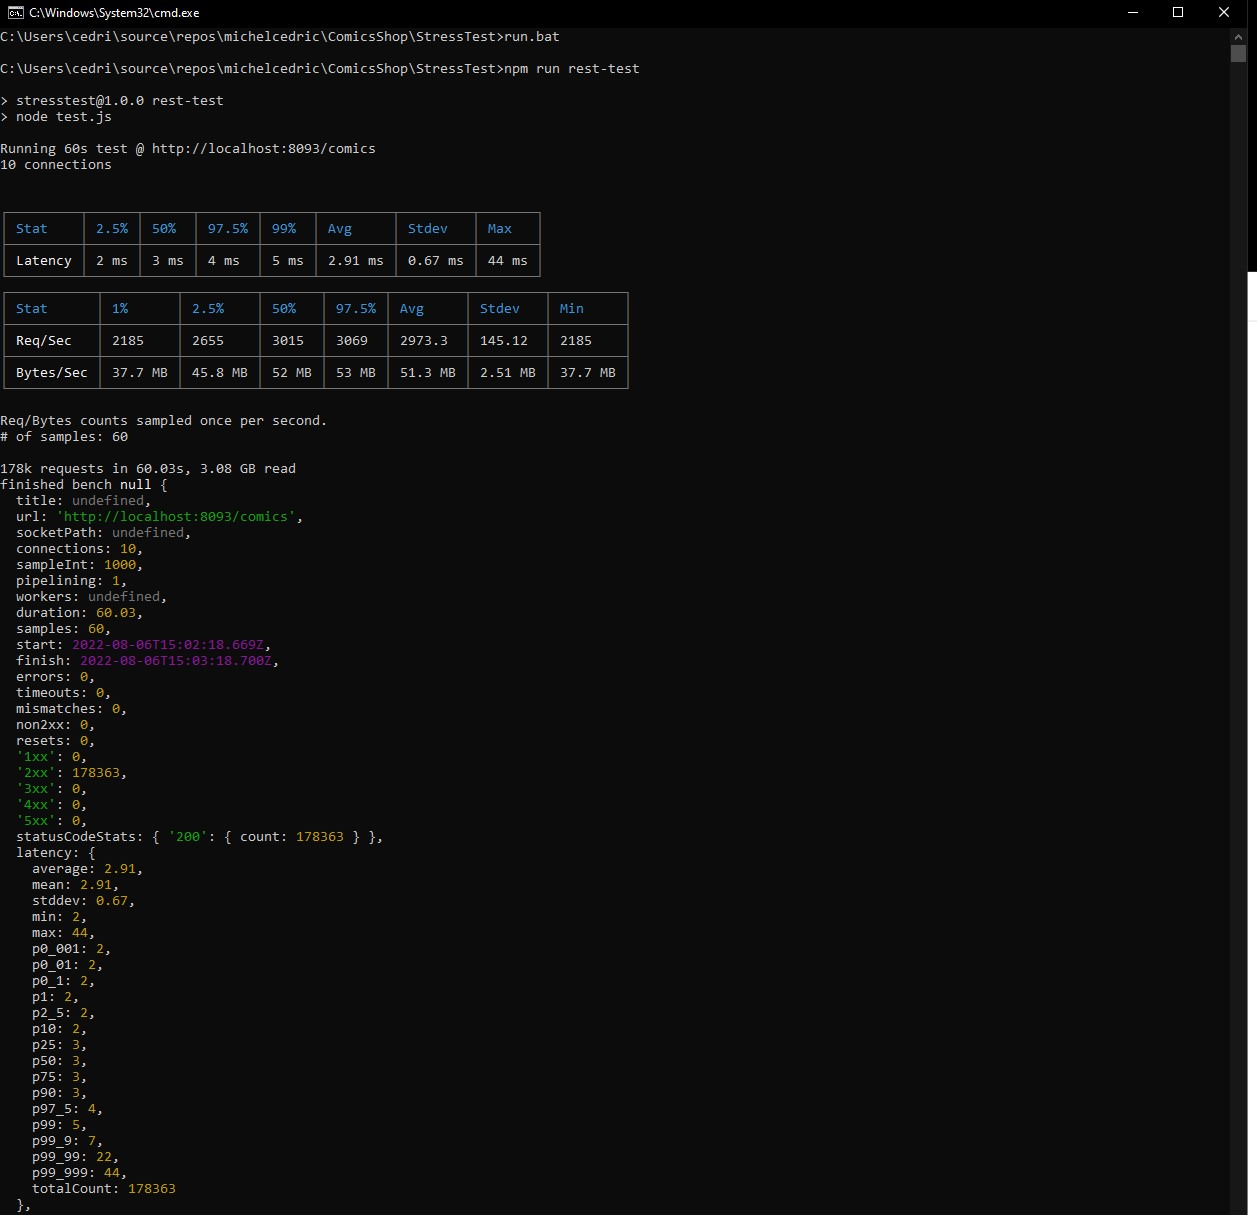 C:\Windows\System32\cmd.exe
C:\Users\cedri\source\repos\michelcedric\ComicsShop\StressTest>run.bat
C:\Users\cedri\source\repos\michelcedric\ComicsShop\StressTest>npm run rest-test
> stresstest@1.0.0 rest-test
> node test.js
Running 60s test @ http://localhost:8093/comics
10 connections
Stat 2.5% 50% 97.5% 99% Avg Stdev Max
Latency 2 ms 3 ms 4 ms 5 ms 2.91 ms 0.67 ms 44 ms
Stat 1% 2.5% 50% 97.5% Avg Stdev Min
Req/Sec 2185 2655 3015 3069 2973.3 145.12 2185
Bytes/Sec 37.7 MB 45.8 MB 52 MB 53 MB 51.3 MB 2.51 MB 37.7 MB
Req/Bytes counts sampled once per second.
# of samples: 60
178k requests in 60.03s, 3.08 GB read
finished bench null {
title: undefined,
url: 'http://localhost:8093/comics',
socketPath: undefined,
connections: 10,
sampleInt: 1000,
pipelining: 1,
workers: undefined,
duration: 60.03,
samples: 60,
start: 2022-08-06T15:02:18.669Z,
finish: 2022-08-06T15:03:18.700Z,
errors: 0,
timeouts: 0,
mismatches: 0,
non2xx: 0,
resets: 0,
'1xx': 0,
'2xx': 178363,
'3xx': 0,
'4xx': 0,
'5xx': 0,
statusCodeStats: { '200': { count: 178363 } },
latency: {
average: 2.91,
mean: 2.91,
stddev: 0.67,
min: 2,
max: 44,
p0_001: 2,
p0_01: 2,
p0_1: 2,
p1: 2,
p2_5: 2,
p10: 2,
p25: 3,
p50: 3,
p75: 3,
p90: 3,
p97_5: 4,
p99: 5,
p99_9: 7,
p99_99: 22,
p99_999: 44,
totalCount: 178363
},